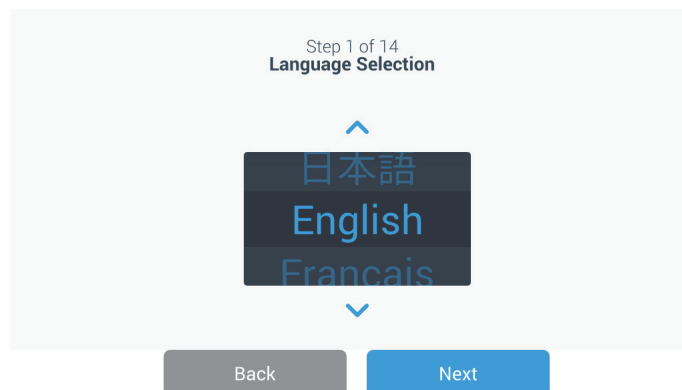 Step 1 of 14
Language Selection
日本語
English
Francais
Back
Next